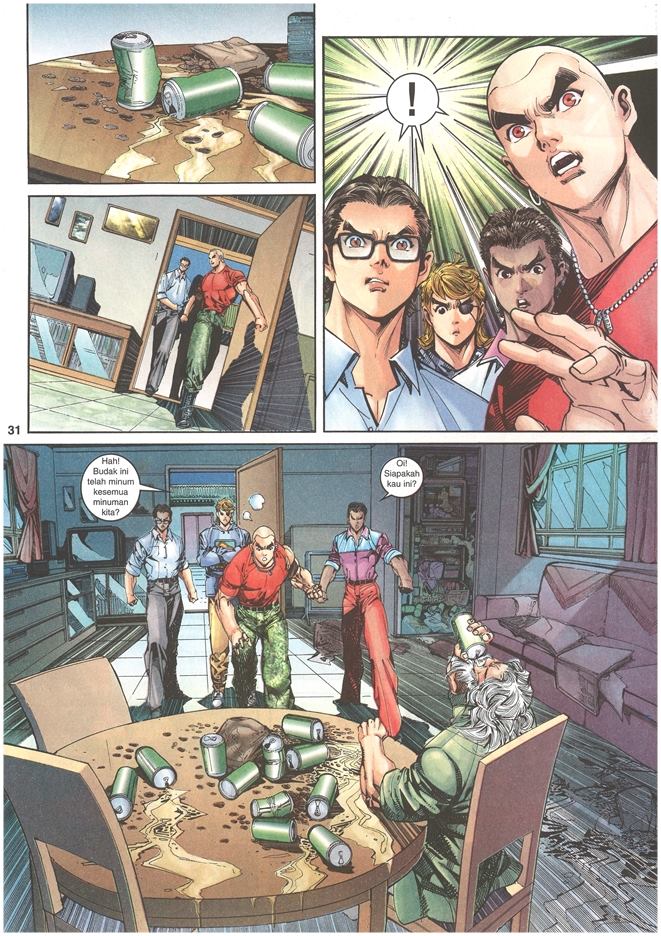 !
31
Hah!
Budak ini
telah minum
kesemua
minuman
kita?
Oi!
Siapakah
kau ini?